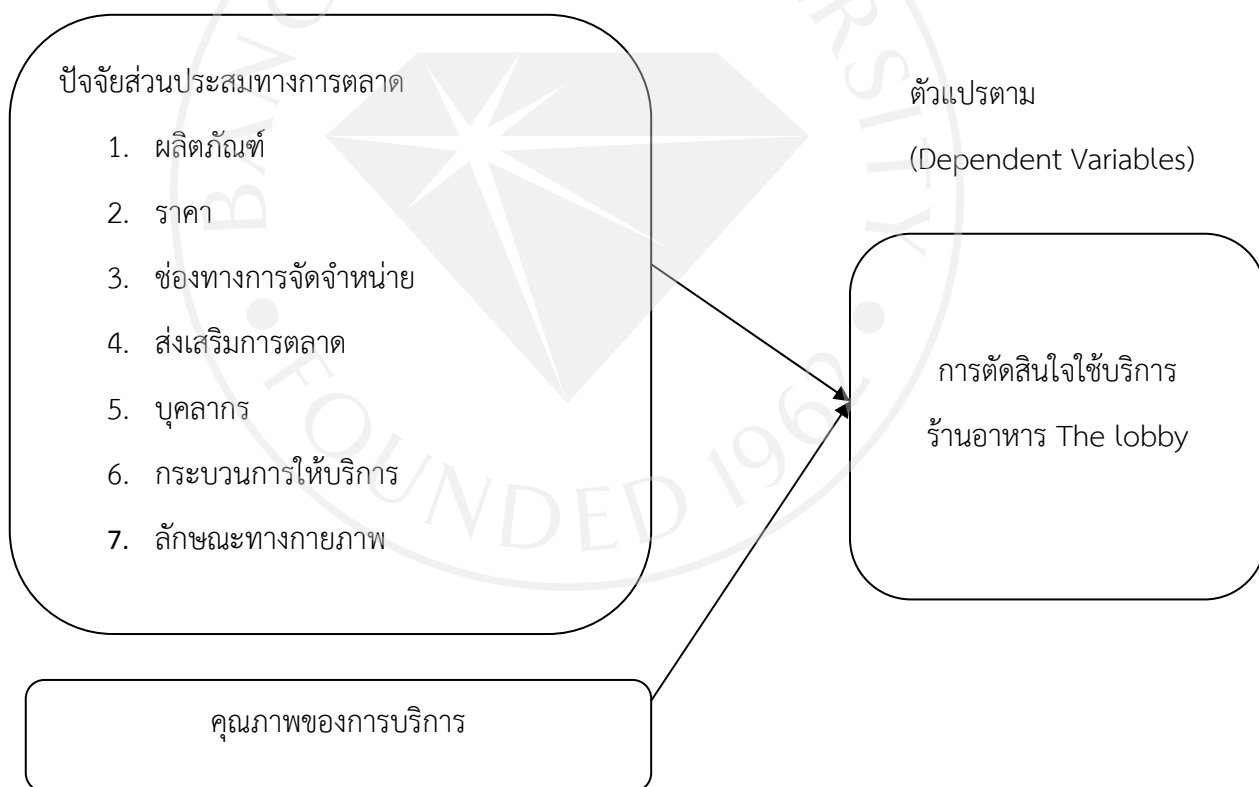 ปัจจัยส่วนประสมทางการตลาด
1. ผลิตภัณฑ์
2. ราคา
3. ช่องทางการจัดจำหน่าย
4. ส่งเสริมการตลาด
5. บุคลากร
6. กระบวนการให้บริการ
7. ลักษณะทางกายภาพ
คุณภาพของการบริการ
ตัวแปรตาม
(Dependent Variables)
การตัดสินใจใช้บริการ
ร้านอาหาร The lobby
FOUNDED 1962